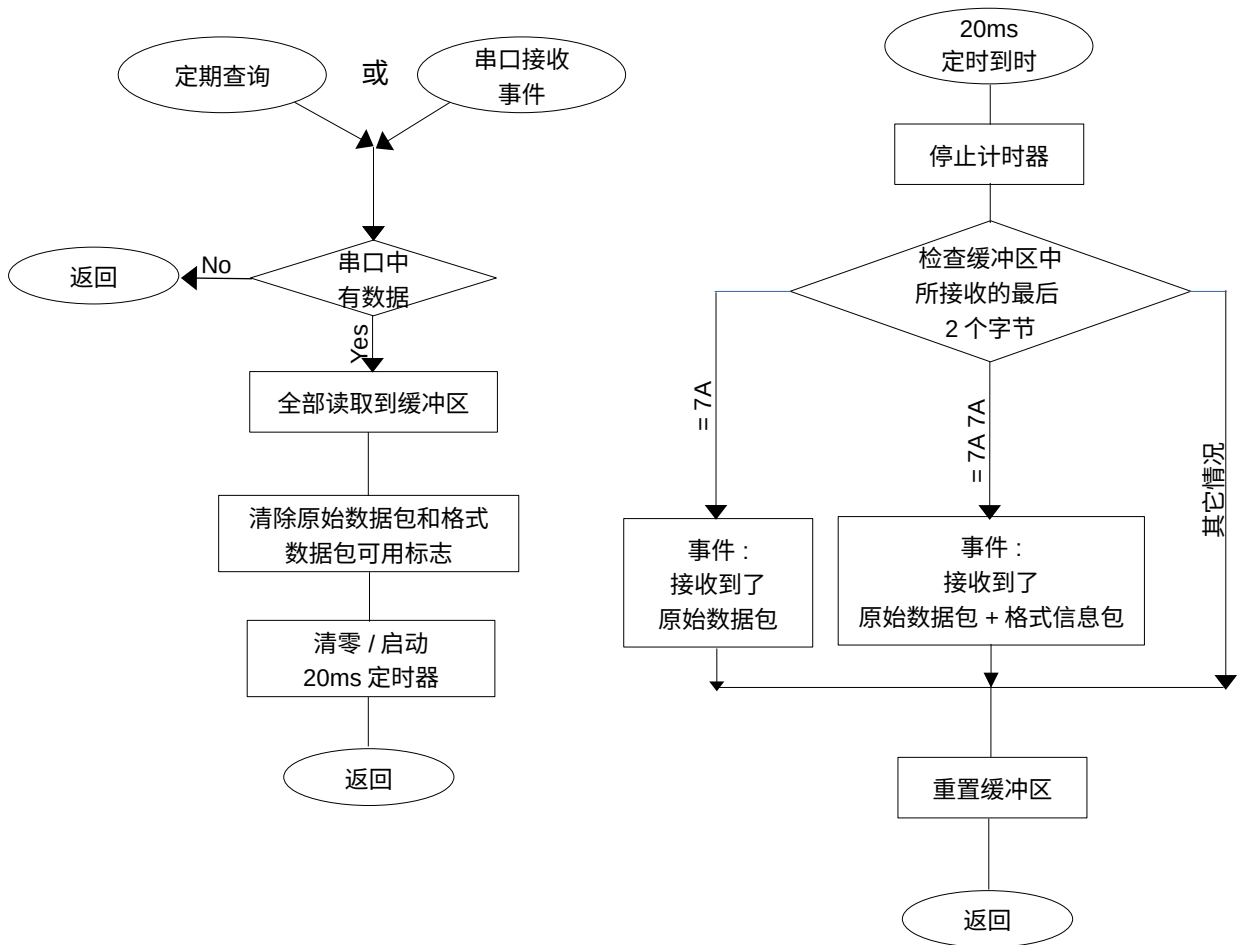 定期查询
或
串口接收
事件
串口中
有数据
No
返回
Yes
全部读取到缓冲区
清除原始数据包和格式
数据包可用标志
清零 / 启动
20ms 定时器
返回
20ms
定时到时
停止计时器
检查缓冲区中
所接收的最后
2 个字节
= 7A
= 7A 7A
其它情况
事件 :
接收到了
原始数据包
事件 :
接收到了
原始数据包 + 格式信息包
重置缓冲区
返回